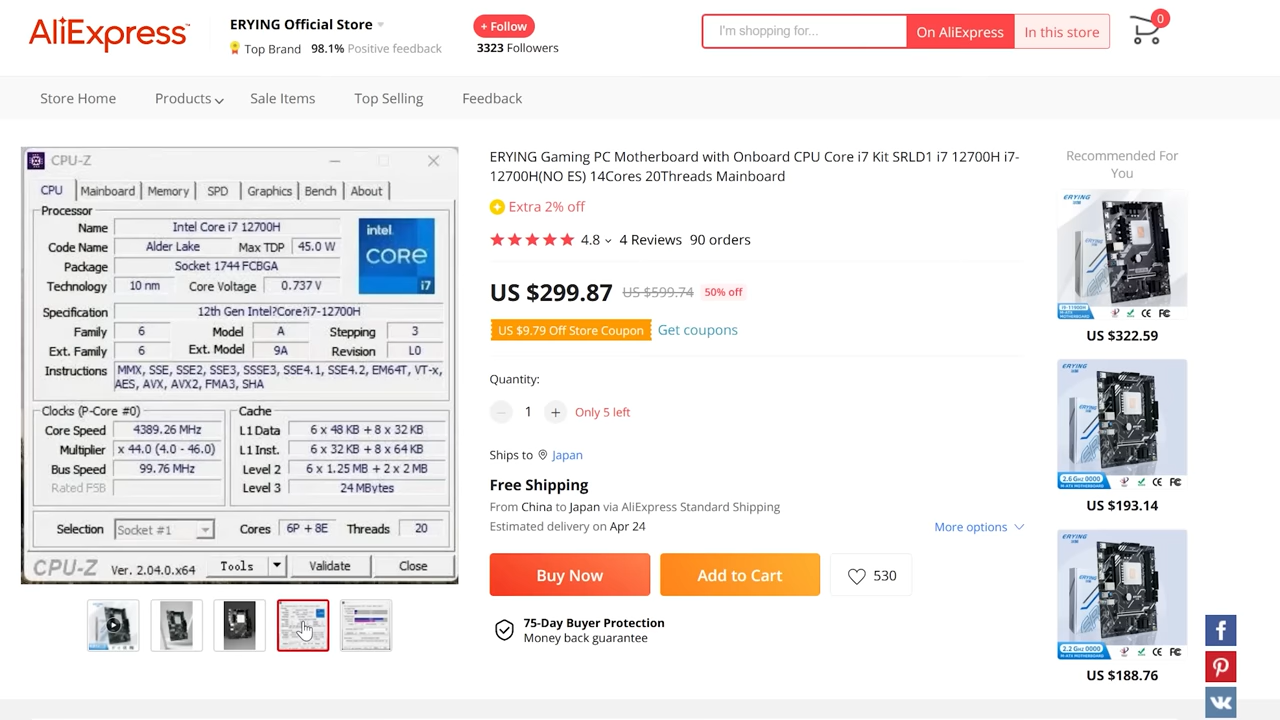 AliExpress™
ERYING Official Store
Top Brand 98.1% Positive feedback
+ Follow
3323 Followers
I'm shopping for...
On AliExpress
In this store
0
Store Home
Products
Sale Items
Top Selling
Feedback
CPU-Z
CPU Mainboard Memory SPD Graphics Bench About
Processor
Name Intel Core i7 12700H
Code Name Alder Lake Max TDP 45.0 W
Package Socket 1744 FCBGA
Technology 10 nm Core Voltage 0.737 V
intel
CORE
i7
Specification 12th Gen Intel?Core?i7-12700H
Family 6 Model A Stepping 3
Ext. Family 6 Ext. Model 9A Revision L0
Instructions MMX, SSE, SSE2, SSE3, SSSE3, SSE4.1, SSE4.2, EM64T, VT-x,
AES, AVX, AVX2, FMA3, SHA
Clocks (P-Core #0)
Core Speed 4389.26 MHz
Multiplier x 44.0 (4.0 - 46.0)
Bus Speed 99.76 MHz
Rated FSB
Cache
L1 Data 6 x 48 KB + 8 x 32 KB
L1 Inst. 6 x 32 KB + 8 x 64 KB
Level 2 6 x 1.25 MB + 2 x 2 MB
Level 3 24 MBytes
Selection Socket #1 Cores 6P + 8E Threads 20
CPU-Z Ver. 2.04.0.x64 Tools Validate Close
ERYING Gaming PC Motherboard with Onboard CPU Core i7 Kit SRLD1 i7 12700H i7-
12700H(NO ES) 14Cores 20Threads Mainboard
Extra 2% off
4.8 4 Reviews 90 orders
US $299.87 US $599.74 50% off
US $9.79 Off Store Coupon Get coupons
Quantity:
1 + Only 5 left
Ships to Japan
Free Shipping
From China to Japan via AliExpress Standard Shipping
Estimated delivery on Apr 24
More options
Buy Now
Add to Cart
530
75-Day Buyer Protection
Money back guarantee
Recommended For
You
ERYING
US $322.59
ERYING
2.6G Hz 0000
US $193.14
ERYING
2.2G Hz 0000
US $188.76